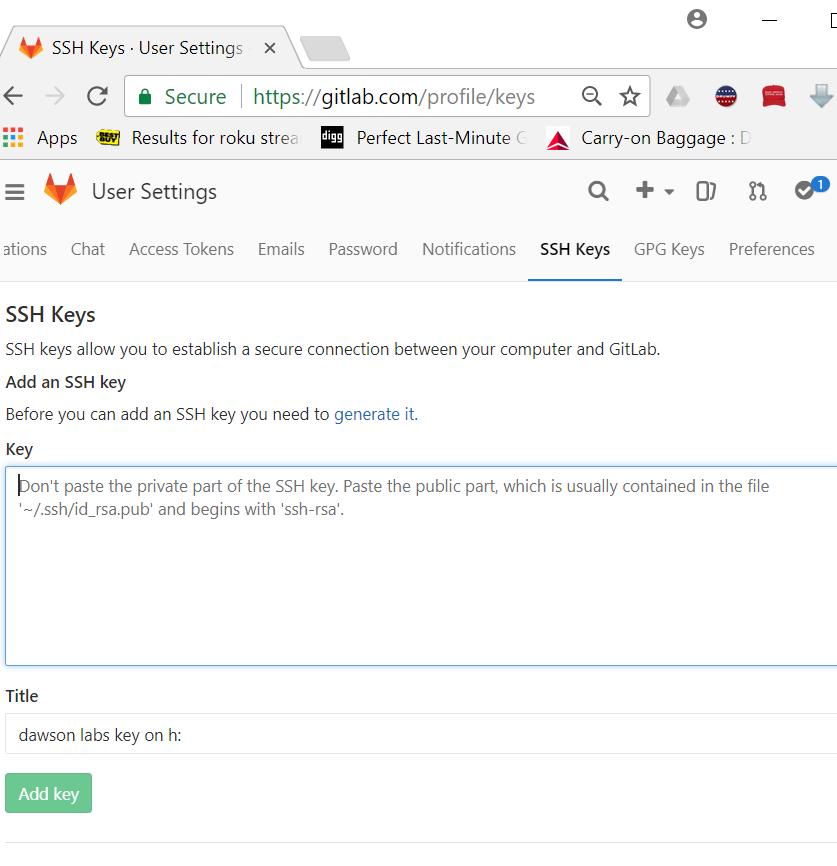 SSH Keys · User Settings
Secure https://gitlab.com/profile/keys
Apps BEST BUY Results for roku strea digg Perfect Last-Minute G Carry-on Baggage : D
User Settings 1
ations Chat Access Tokens Emails Password Notifications SSH Keys GPG Keys Preferences
SSH Keys
SSH keys allow you to establish a secure connection between your computer and GitLab.
Add an SSH key
Before you can add an SSH key you need to generate it.
Key
Don't paste the private part of the SSH key. Paste the public part, which is usually contained in the file
'~/.ssh/id_rsa.pub' and begins with 'ssh-rsa'.
Title
dawson labs key on h:
Add key